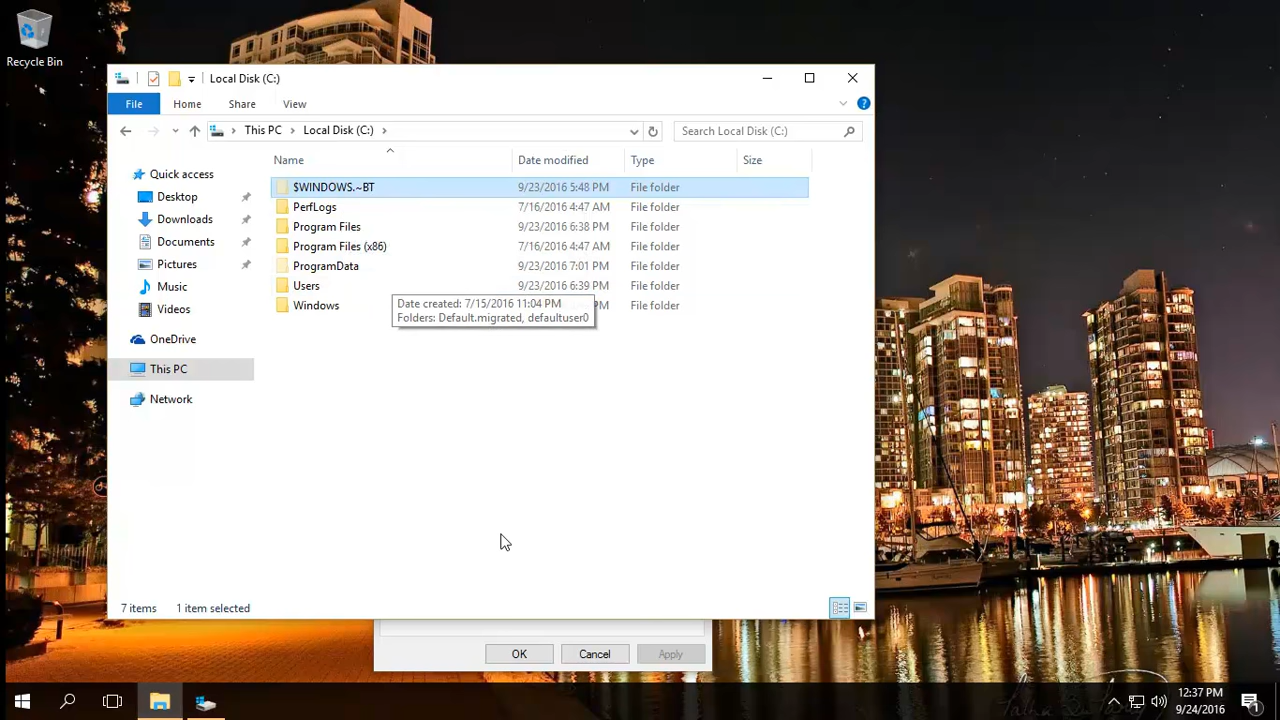 Recycle Bin
Local Disk (C:)
File Home Share View
This PC Local Disk (C:)
Search Local Disk (C:)
Name Date modified Type Size
Quick access
Desktop
Downloads
Documents
Pictures
Music
Videos
OneDrive
This PC
Network
$WINDOWS.~BT 9/23/2016 5:48 PM File folder
PerfLogs 7/16/2016 4:47 AM File folder
Program Files 9/23/2016 6:38 PM File folder
Program Files (x86) 7/16/2016 4:47 AM File folder
ProgramData 9/23/2016 7:01 PM File folder
Users 9/23/2016 6:39 PM File folder
Windows File folder
Date created: 7/15/2016 11:04 PM
Folders: Default.migrated, defaultuser0
7 items 1 item selected
OK Cancel Apply
12:37 PM
9/24/2016
1